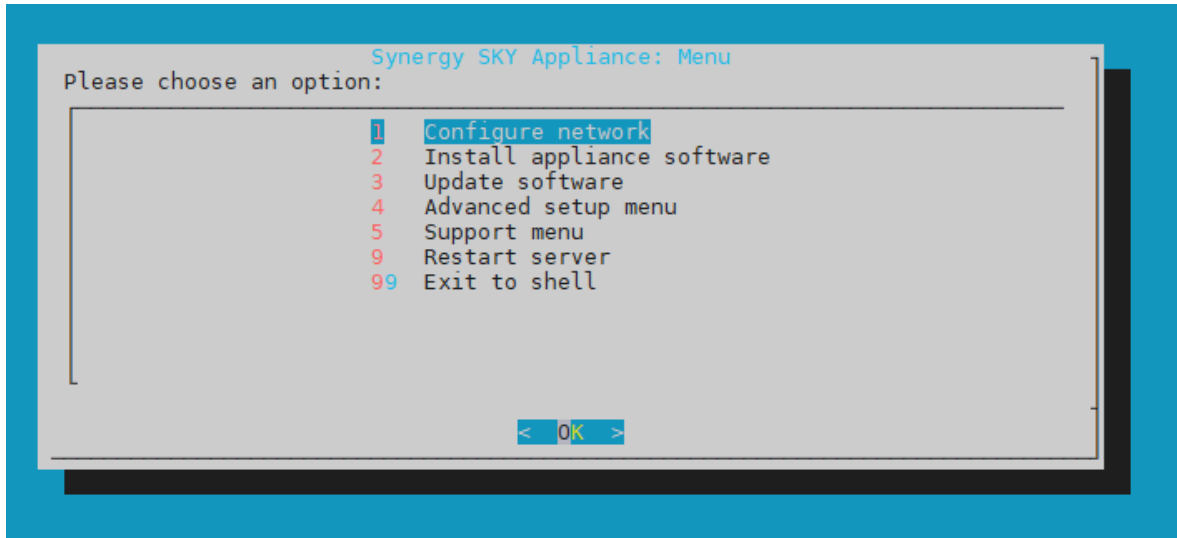 Synergy SKY Appliance: Menu
Please choose an option:
1 Configure network
2 Install appliance software
3 Update software
4 Advanced setup menu
5 Support menu
9 Restart server
99 Exit to shell
< OK >